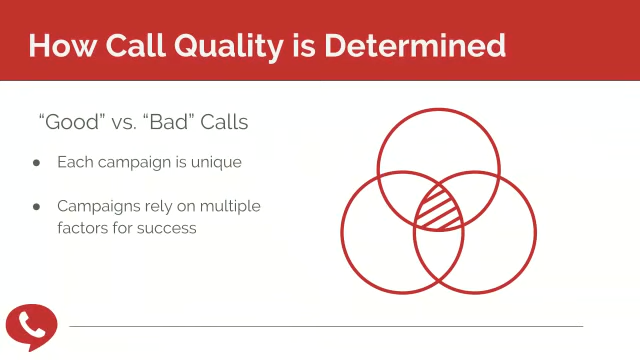 How Call Quality is Determined
“Good” vs. “Bad” Calls
● Each campaign is unique
● Campaigns rely on multiple
factors for success